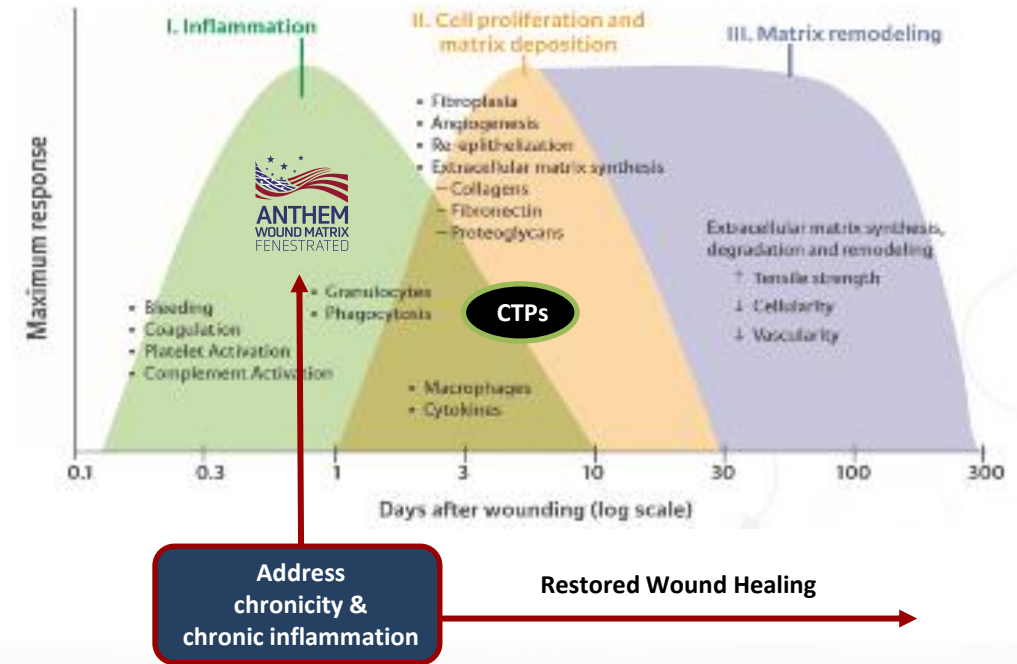 I. Inflammation
II. Cell proliferation and
matrix deposition
III. Matrix remodeling
Maximum response
• Fibroplasia
• Angiogenesis
• Re-epithelization
• Extracellular matrix synthesis
– Collagens
– Fibronectin
– Proteoglycans
ANTHEM
WOUND MATRIX
FENESTRATED
Extracellular matrix synthesis,
degradation and remodeling
↑ Tensile strength
↓ Cellularity
↓ Vascularity
• Granulocytes
• Phagocytosis
CTPs
• Bleeding
• Coagulation
• Platelet Activation
• Complement Activation
• Macrophages
• Cytokines
0.1 0.3 1 3 10 30 100 300
Days after wounding (log scale)
Address
chronicity &
chronic inflammation
Restored Wound Healing